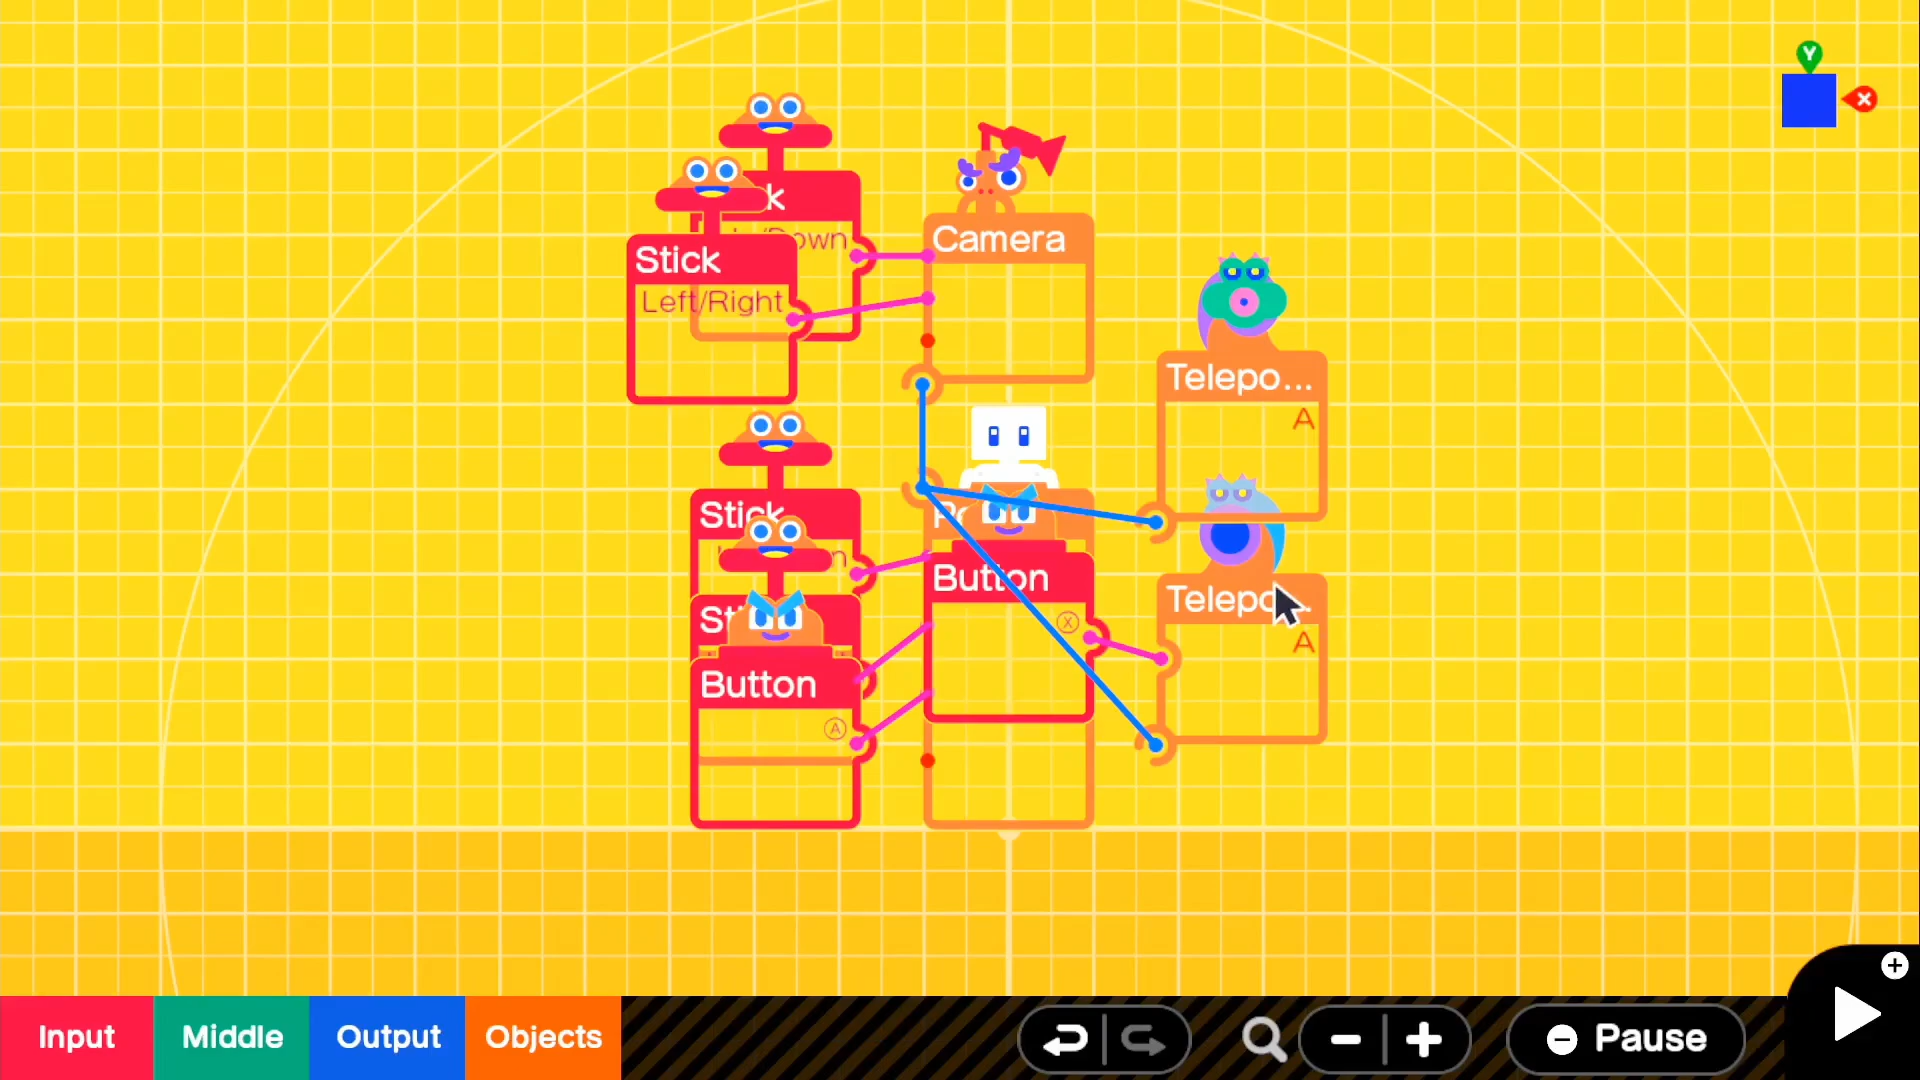 Y
X
Camera
Stick
Left/Right
Telepo...
A
Stick
Button
X
Telepo...
A
Button
A
+
Input
Middle
Output
Objects
Pause